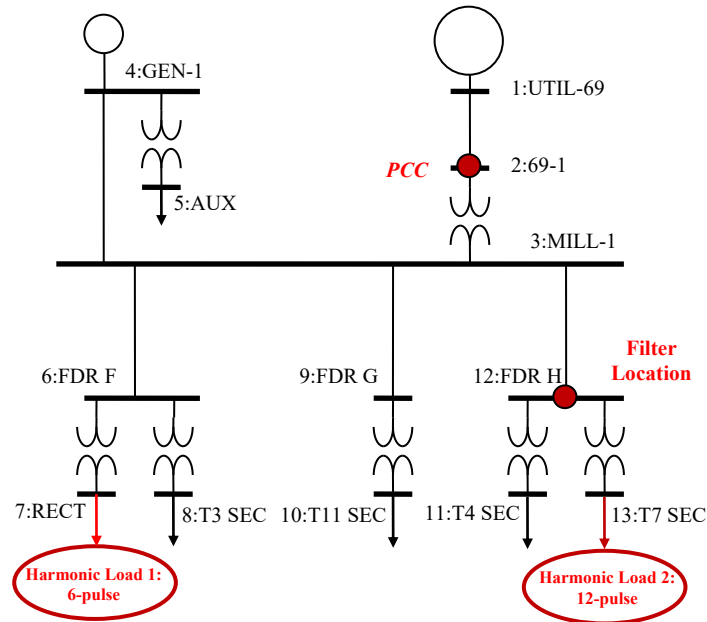 4:GEN-1
1:UTIL-69
PCC
2:69-1
5:AUX
3:MILL-1
6:FDR F
9:FDR G
12:FDR H
Filter
Location
7:RECT
8:T3 SEC
10:T11 SEC
11:T4 SEC
13:T7 SEC
Harmonic Load 1:
6-pulse
Harmonic Load 2:
12-pulse